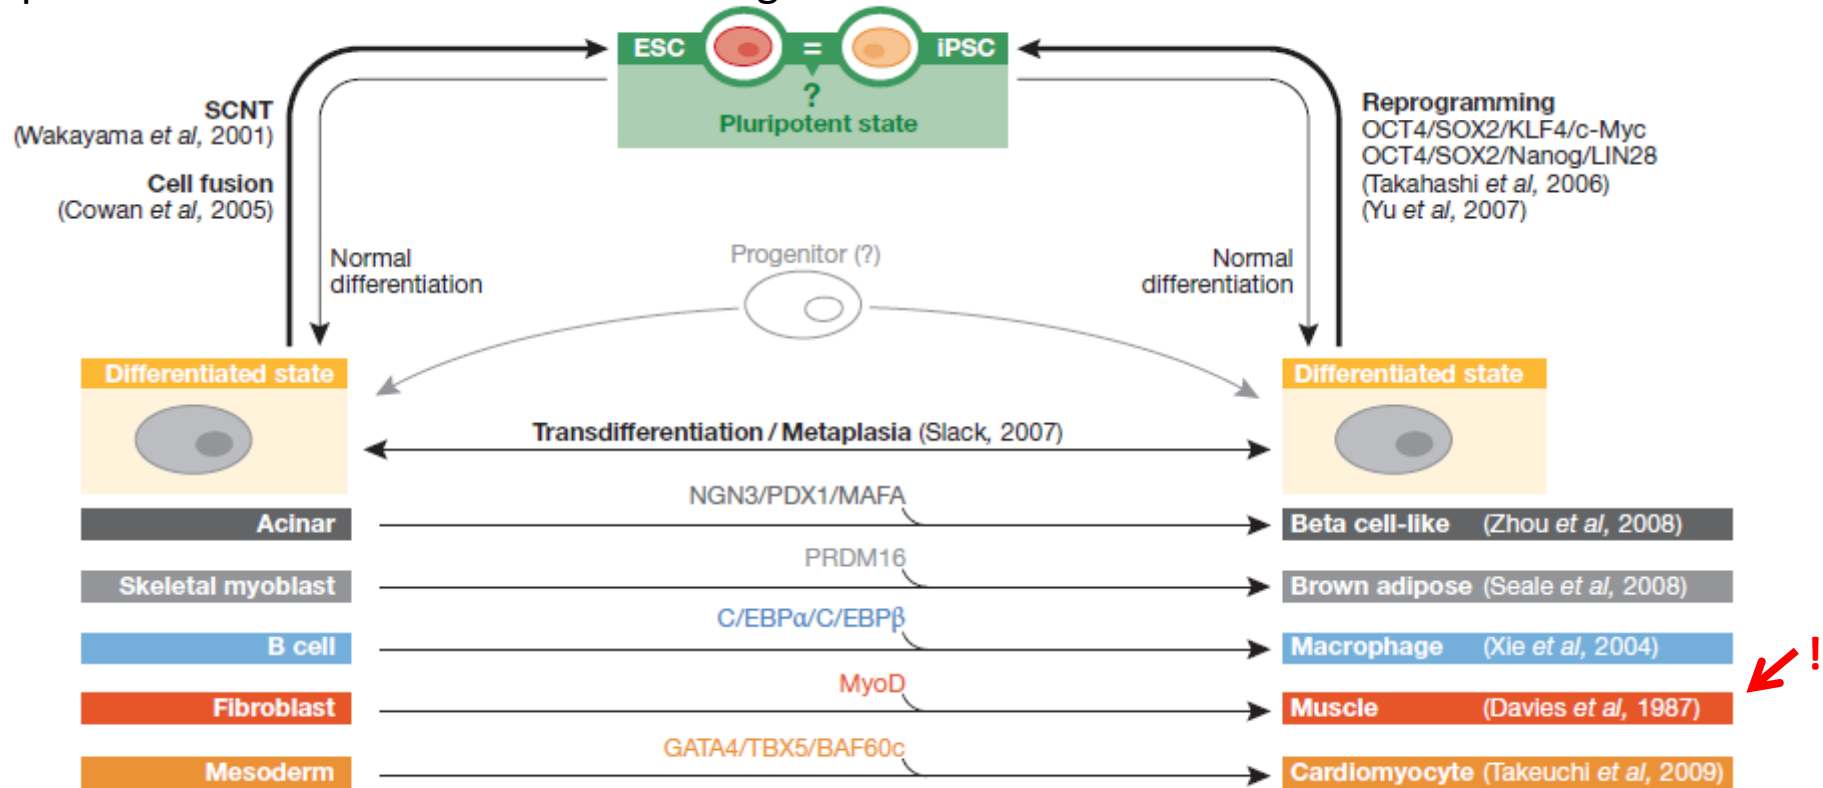 ESC = iPSC
?
Pluripotent state
SCNT
(Wakayama et al, 2001)
Cell fusion
(Cowan et al, 2005)
Normal
differentiation
Reprogramming
OCT4/SOX2/KLF4/c-Myc
OCT4/SOX2/Nanog/LIN28
(Takahashi et al, 2006)
(Yu et al, 2007)
Normal
differentiation
Progenitor (?)
Differentiated state
Differentiated state
Transdifferentiation / Metaplasia (Slack, 2007)
NGN3/PDX1/MAFA
Acinar
Beta cell-like (Zhou et al, 2008)
PRDM16
Skeletal myoblast
Brown adipose (Seale et al, 2008)
C/EBPα/C/EBPβ
B cell
Macrophage (Xie et al, 2004)
!
MyoD
Fibroblast
Muscle (Davies et al, 1987)
GATA4/TBX5/BAF60c
Mesoderm
Cardiomyocyte (Takeuchi et al, 2009)